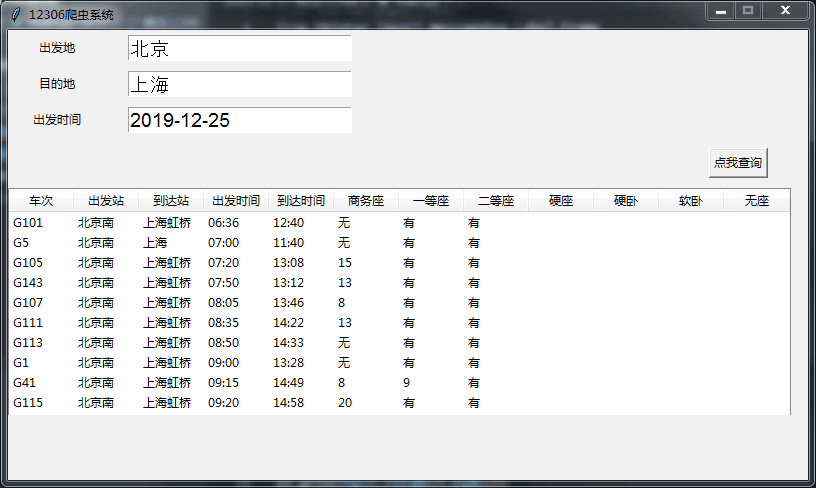 12306爬虫系统
出发地 北京
目的地 上海
出发时间 2019-12-25
点我查询
车次 出发站 到达站 出发时间 到达时间 商务座 一等座 二等座 硬座 硬卧 软卧 无座
G101 北京南 上海虹桥 06:36 12:40 无 有 有
G5 北京南 上海 07:00 11:40 无 有 有
G105 北京南 上海虹桥 07:20 13:08 15 有 有
G143 北京南 上海虹桥 07:50 13:12 13 有 有
G107 北京南 上海虹桥 08:05 13:46 8 有 有
G111 北京南 上海虹桥 08:35 14:22 13 有 有
G113 北京南 上海虹桥 08:50 14:33 无 有 有
G1 北京南 上海虹桥 09:00 13:28 无 有 有
G41 北京南 上海虹桥 09:15 14:49 8 9 有
G115 北京南 上海虹桥 09:20 14:58 20 有 有